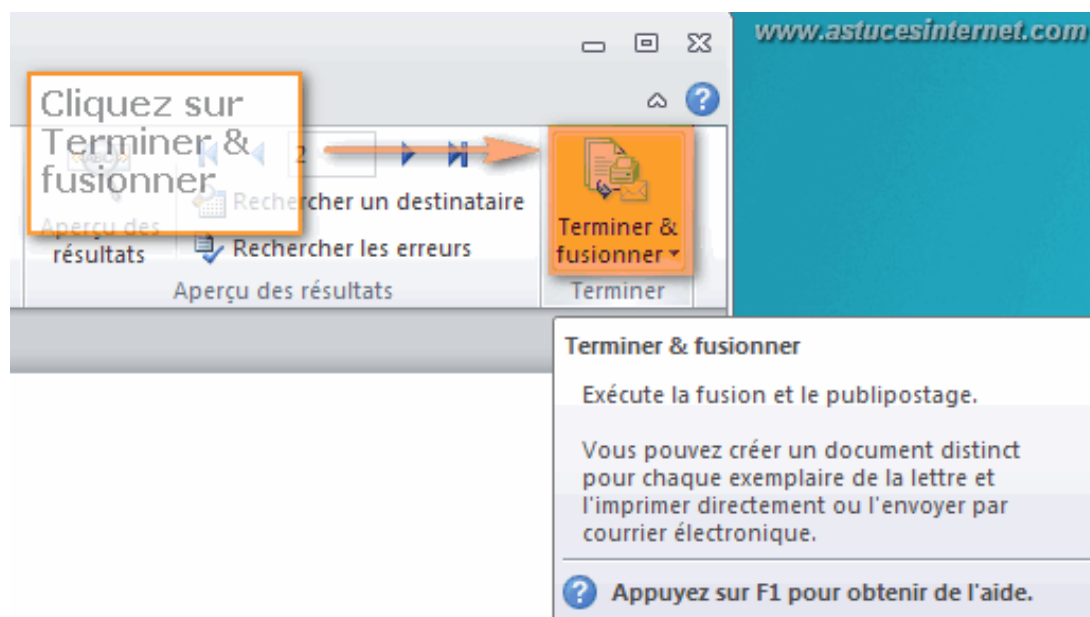 www.astucesinternet.com
Cliquez sur
Terminer &
fusionner
2
«ABC»
Aperçu des
résultats
Rechercher un destinataire
Rechercher les erreurs
Aperçu des résultats
Terminer &
fusionner
Terminer
Terminer & fusionner
Exécute la fusion et le publipostage.
Vous pouvez créer un document distinct
pour chaque exemplaire de la lettre et
l'imprimer directement ou l'envoyer par
courrier électronique.
Appuyez sur F1 pour obtenir de l'aide.